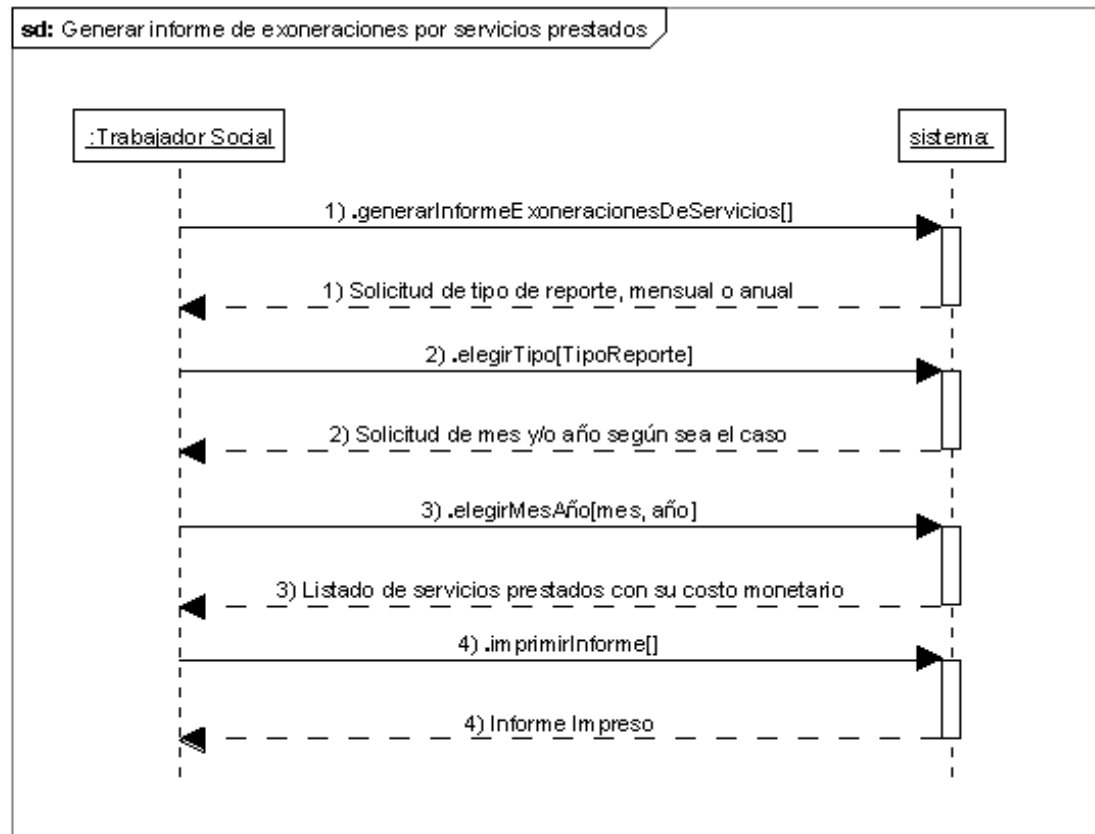 sd: Generar informe de exoneraciones por servicios prestados
:Trabajador Social
sistema:
1) .generarInformeExoneracionesDeServicios[]
1) Solicitud de tipo de reporte, mensual o anual
2) .elegirTipo[TipoReporte]
2) Solicitud de mes y/o año según sea el caso
3) .elegirMesAño[mes, año]
3) Listado de servicios prestados con su costo monetario
4) .imprimirInforme[]
4) Informe Impreso